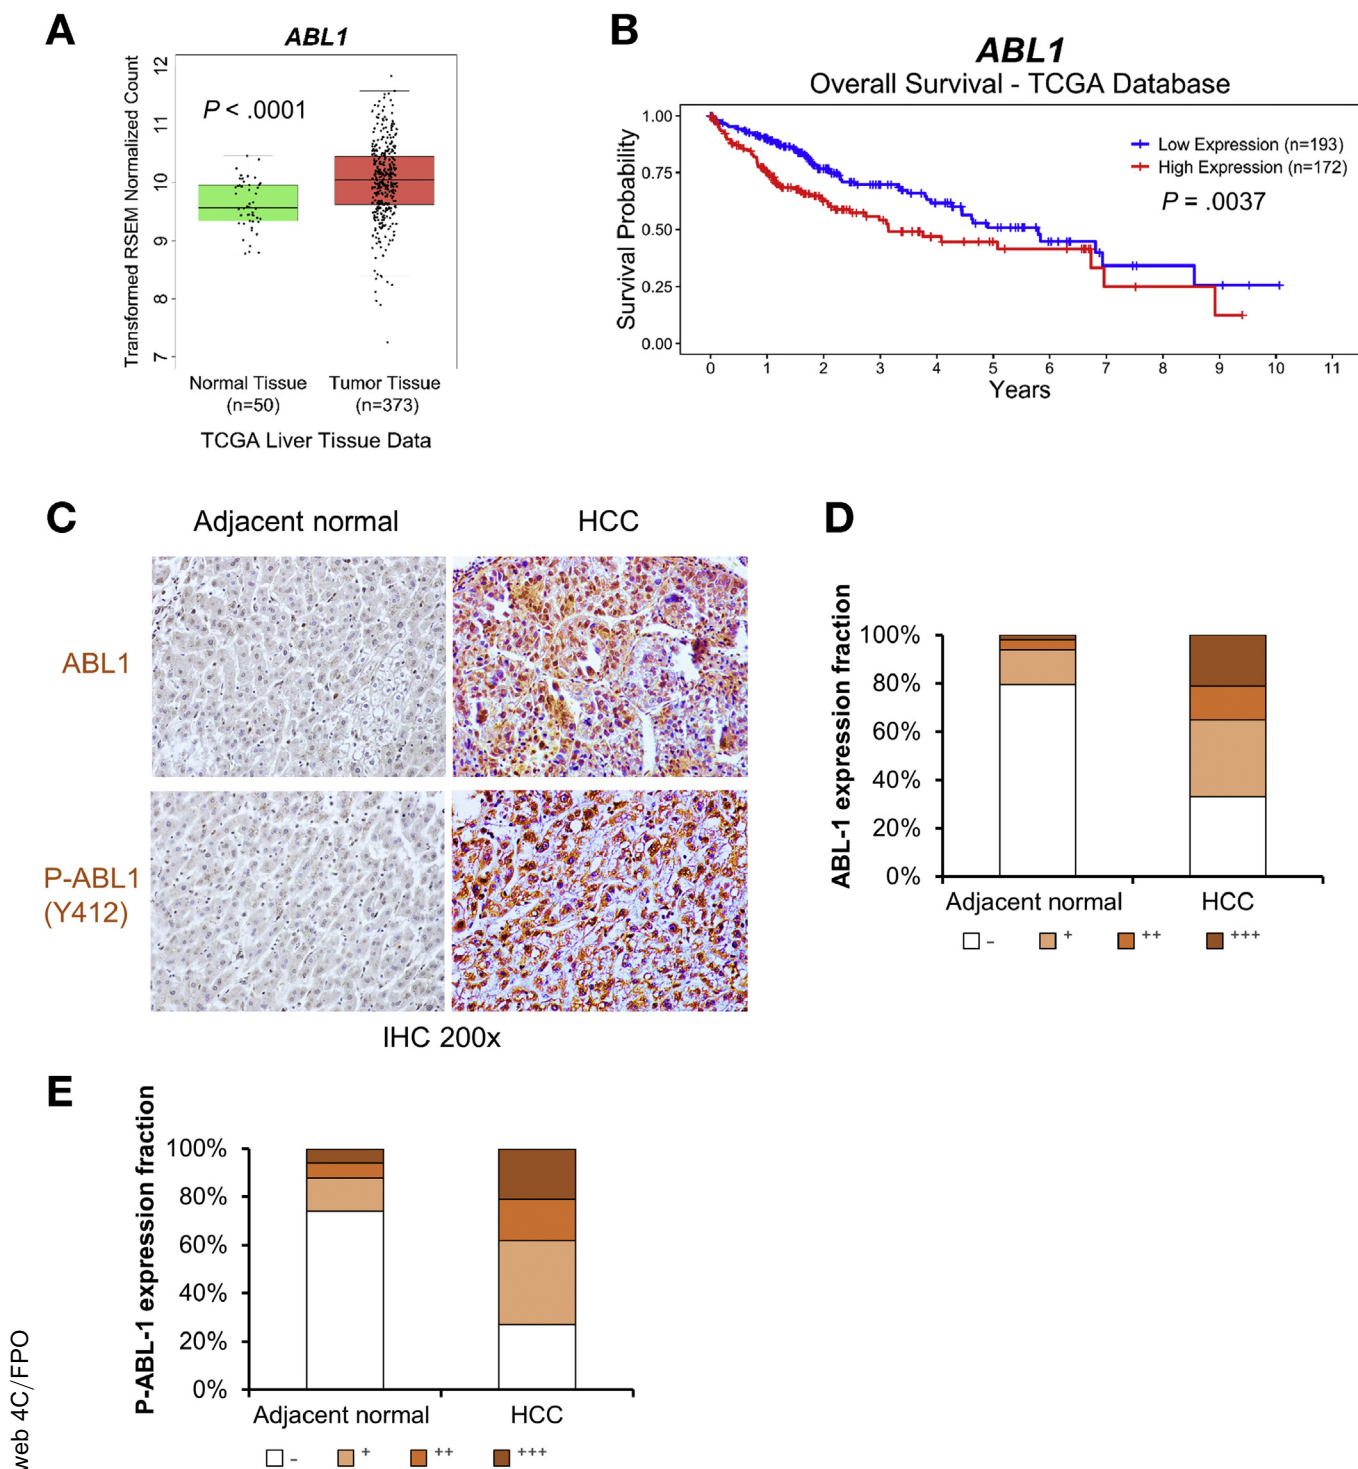 A
ABL1
Transformed RSEM Normalized Count
12
11
10
9
8
7
P < .0001
Normal Tissue
(n=50)
Tumor Tissue
(n=373)
TCGA Liver Tissue Data
B
ABL1
Overall Survival - TCGA Database
Survival Probability
1.00
0.75
0.50
0.25
0.00
Low Expression (n=193)
High Expression (n=172)
P = .0037
0 1 2 3 4 5 6 7 8 9 10 11
Years
C
Adjacent normal
HCC
ABL1
P-ABL1
(Y412)
IHC 200x
D
ABL-1 expression fraction
100%
80%
60%
40%
20%
0%
Adjacent normal
HCC
- + ++ +++
E
P-ABL-1 expression fraction
100%
80%
60%
40%
20%
0%
Adjacent normal
HCC
- + ++ +++
web 4C/FPO